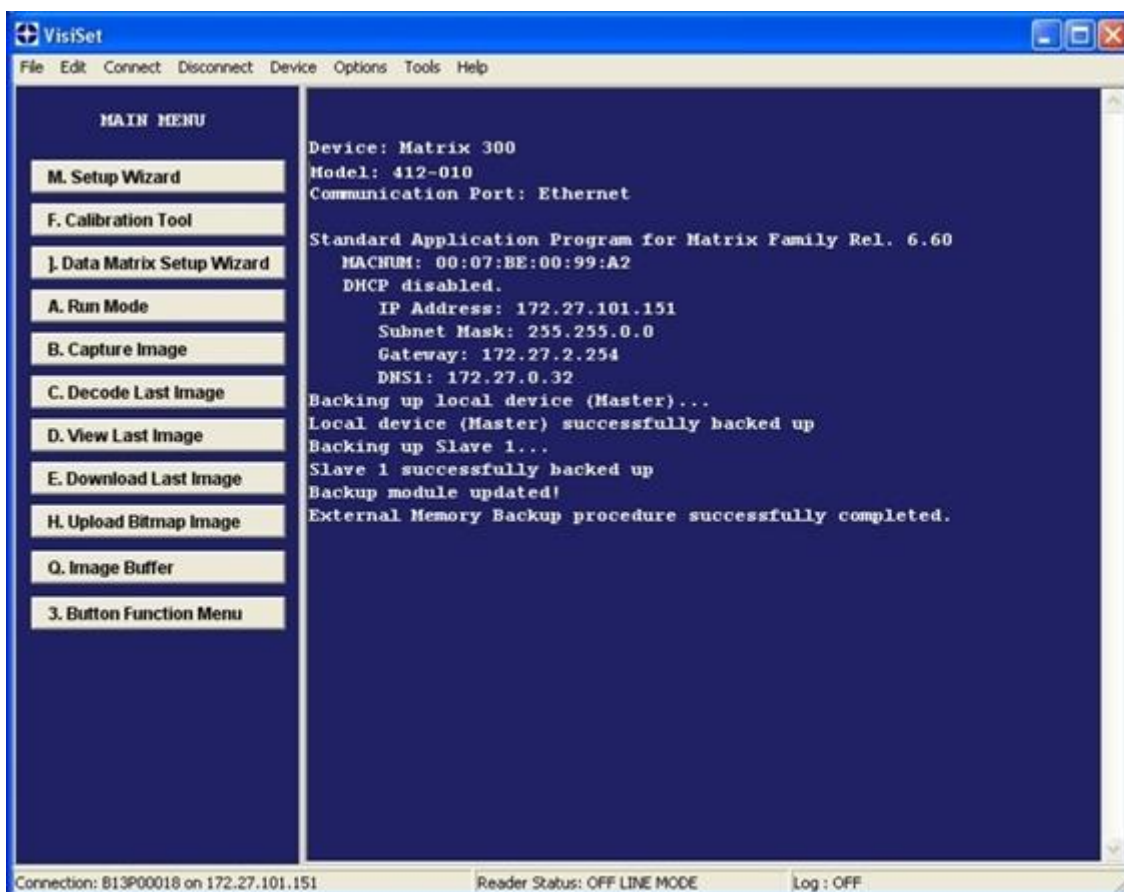 VisiSet
File Edit Connect Disconnect Device Options Tools Help
MAIN MENU
M. Setup Wizard
F. Calibration Tool
]. Data Matrix Setup Wizard
A. Run Mode
B. Capture Image
C. Decode Last Image
D. View Last Image
E. Download Last Image
H. Upload Bitmap Image
Q. Image Buffer
3. Button Function Menu
Device: Matrix 300
Model: 412-010
Communication Port: Ethernet
Standard Application Program for Matrix Family Rel. 6.60
MACNUM: 00:07:BE:00:99:A2
DHCP disabled.
IP Address: 172.27.101.151
Subnet Mask: 255.255.0.0
Gateway: 172.27.2.254
DNS1: 172.27.0.32
Backing up local device (Master)...
Local device (Master) successfully backed up
Backing up Slave 1...
Slave 1 successfully backed up
Backup module updated!
External Memory Backup procedure successfully completed.
Connection: B13P00018 on 172.27.101.151
Reader Status: OFF LINE MODE
Log : OFF